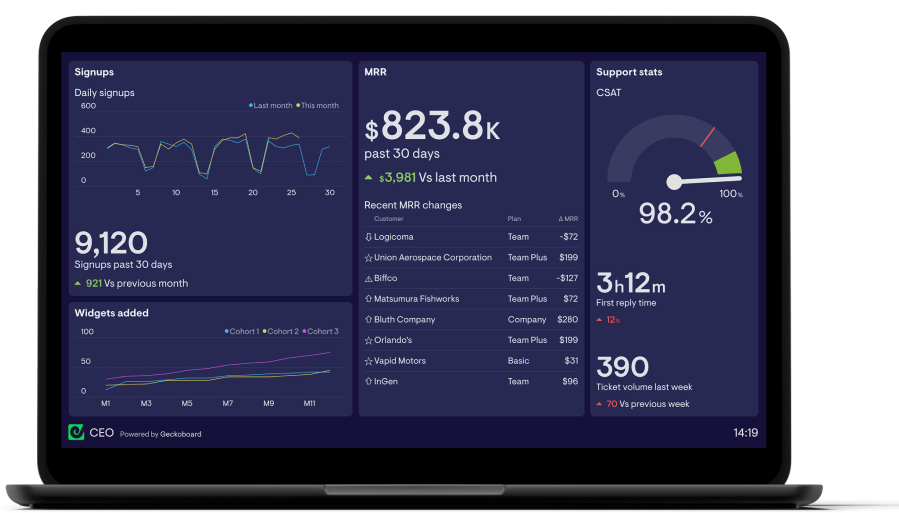 Signups
Daily signups
Last month This month
600
400
200
0
5 10 15 20 25 30
9,120
Signups past 30 days
921 Vs previous month
Widgets added
Cohort 1 Cohort 2 Cohort 3
100
50
0
M1 M3 M5 M7 M9 M11
MRR
$823.8K
past 30 days
$3,981 Vs last month
Recent MRR changes
Customer Plan Δ MRR
Logicoma Team -$72
Union Aerospace Corporation Team Plus $199
Biffco Team -$127
Matsumura Fishworks Team Plus $72
Bluth Company Company $280
Orlando's Team Plus $199
Vapid Motors Basic $31
InGen Team $96
Support stats
CSAT
0% 100%
98.2%
3h12m
First reply time
12%
390
Ticket volume last week
70 Vs previous week
CEO Powered by Geckoboard
14:19